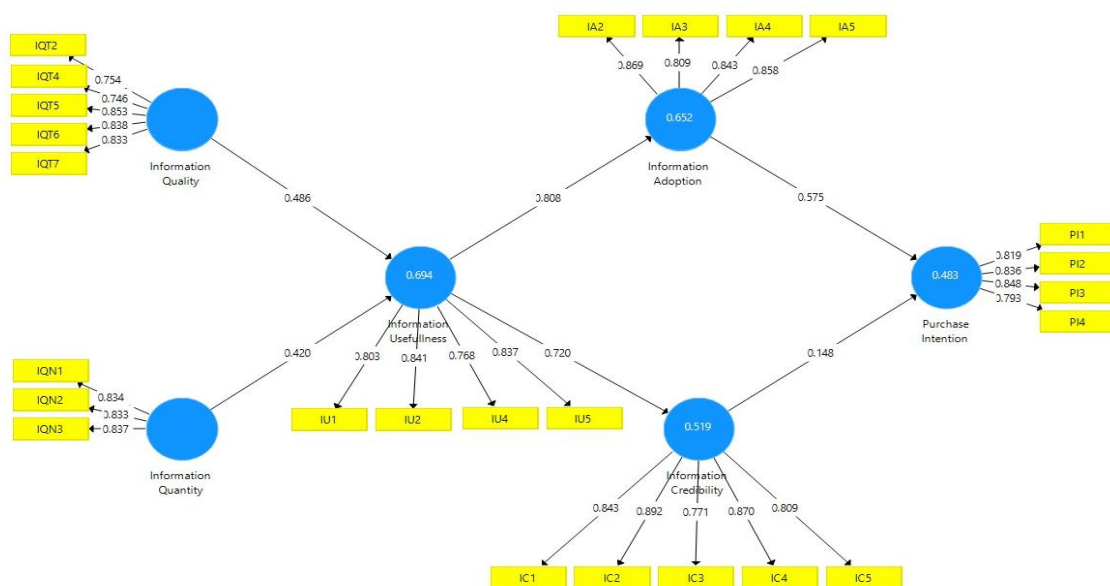 IA2 IA3 IA4 IA5
0.869 0.809 0.843 0.858
0.652
Information
Adoption
IQT2
IQT4
IQT5
IQT6
IQT7
0.754
0.746
0.853
0.838
0.833
Information
Quality
0.486
0.808
0.575
0.694
Information
Usefullness
0.483
Purchase
Intention
0.819
0.836
0.848
0.793
PI1
PI2
PI3
PI4
0.420
0.720
0.148
IQN1
IQN2
IQN3
0.834
0.833
0.837
Information
Quantity
0.803 0.841 0.768 0.837
IU1 IU2 IU4 IU5
0.519
Information
Credibility
0.843 0.892 0.771 0.870 0.809
IC1 IC2 IC3 IC4 IC5